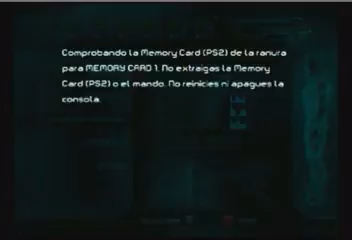 Comprobando la Memory Card (PS2) de la ranura
para MEMORY CARD 1. No extraigas la Memory
Card (PS2) o el mando. No reinicies ni apagues la
consola.